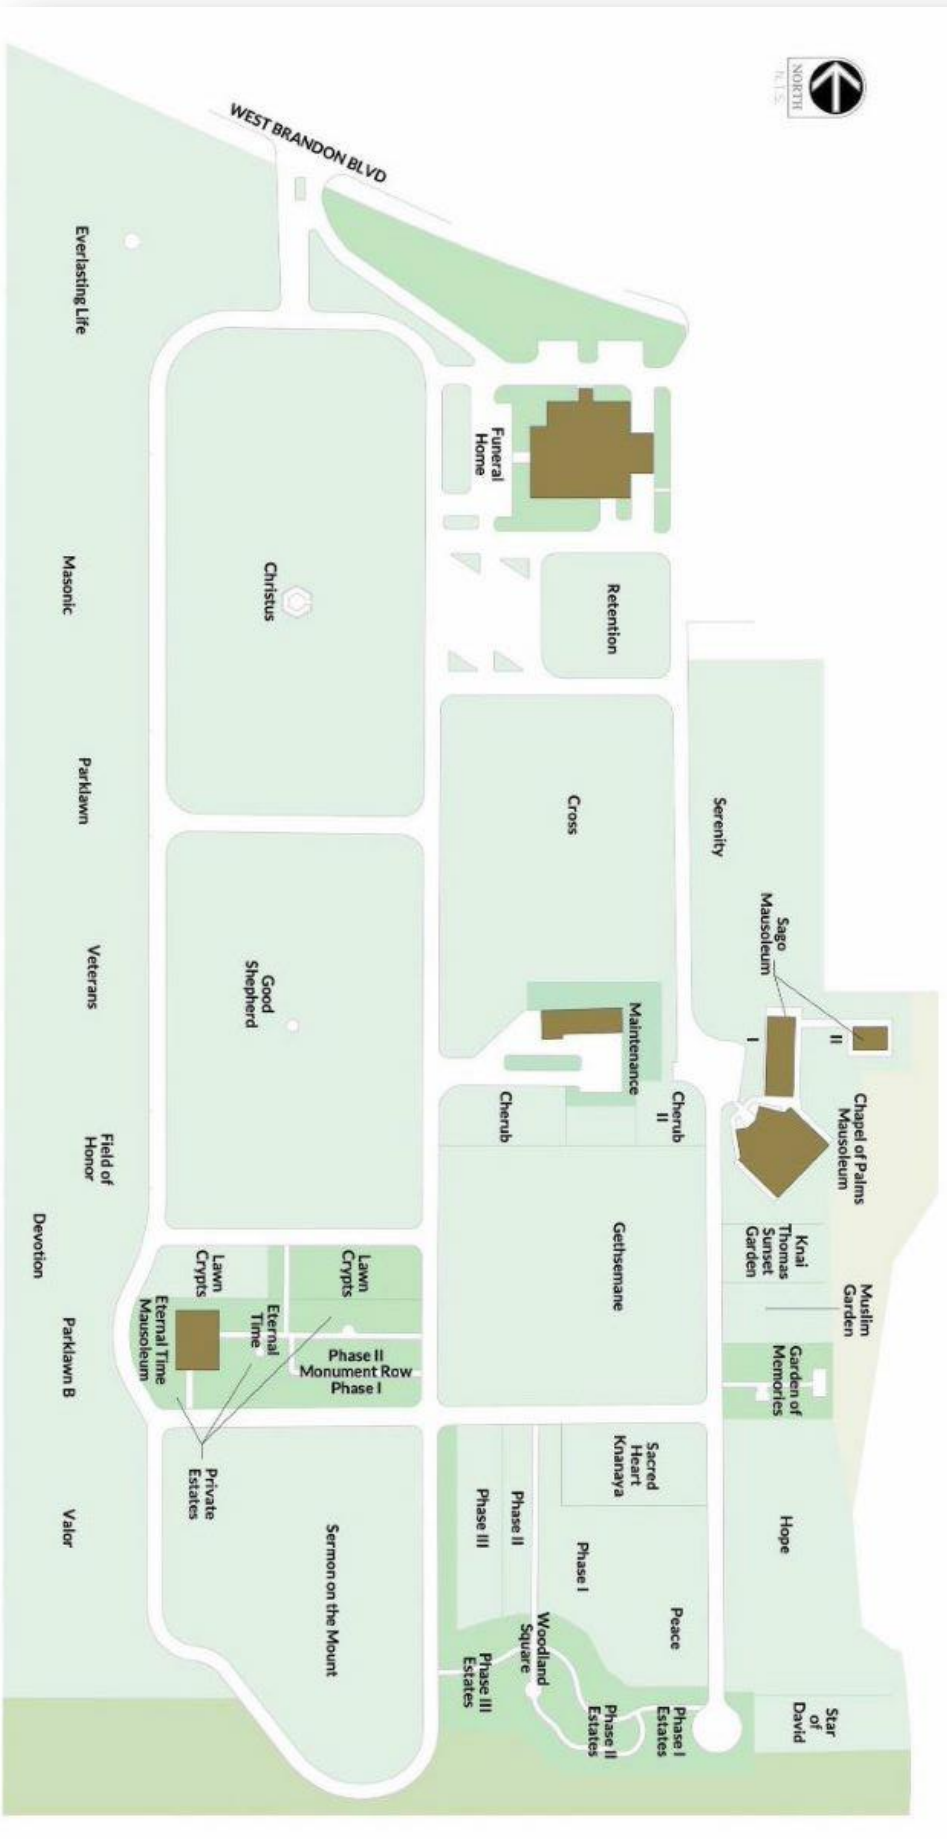 NORTH
N.T.S.
WEST BRANDON BLVD
Everlasting Life
Funeral
Home
Masonic
Christus
Retention
Parklawn
Cross
Serenity
Sago
Mausoleum
Veterans
Good
Shepherd
Maintenance
I
II
Chapel of Palms
Mausoleum
Cherub
Cherub
II
Field of
Honor
Devotion
Lawn
Crypts
Lawn
Crypts
Gethsemane
Knai
Thomas
Sunset
Garden
Muslim
Garden
Parklawn B
Eternal Time
Mausoleum
Eternal
Time
Phase II
Monument Row
Phase I
Garden of
Memories
Private
Estates
Valor
Sermon on the Mount
Phase III
Phase II
Phase I
Sacred
Heart
Knanaya
Hope
Peace
Woodland
Square
Phase III
Estates
Phase II
Estates
Phase I
Estates
Star
of
David